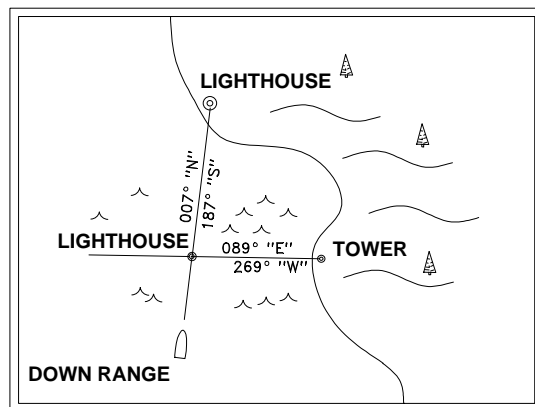 LIGHTHOUSE
007° "N"
187° "S"
LIGHTHOUSE
089° "E"
269° "W"
TOWER
DOWN RANGE